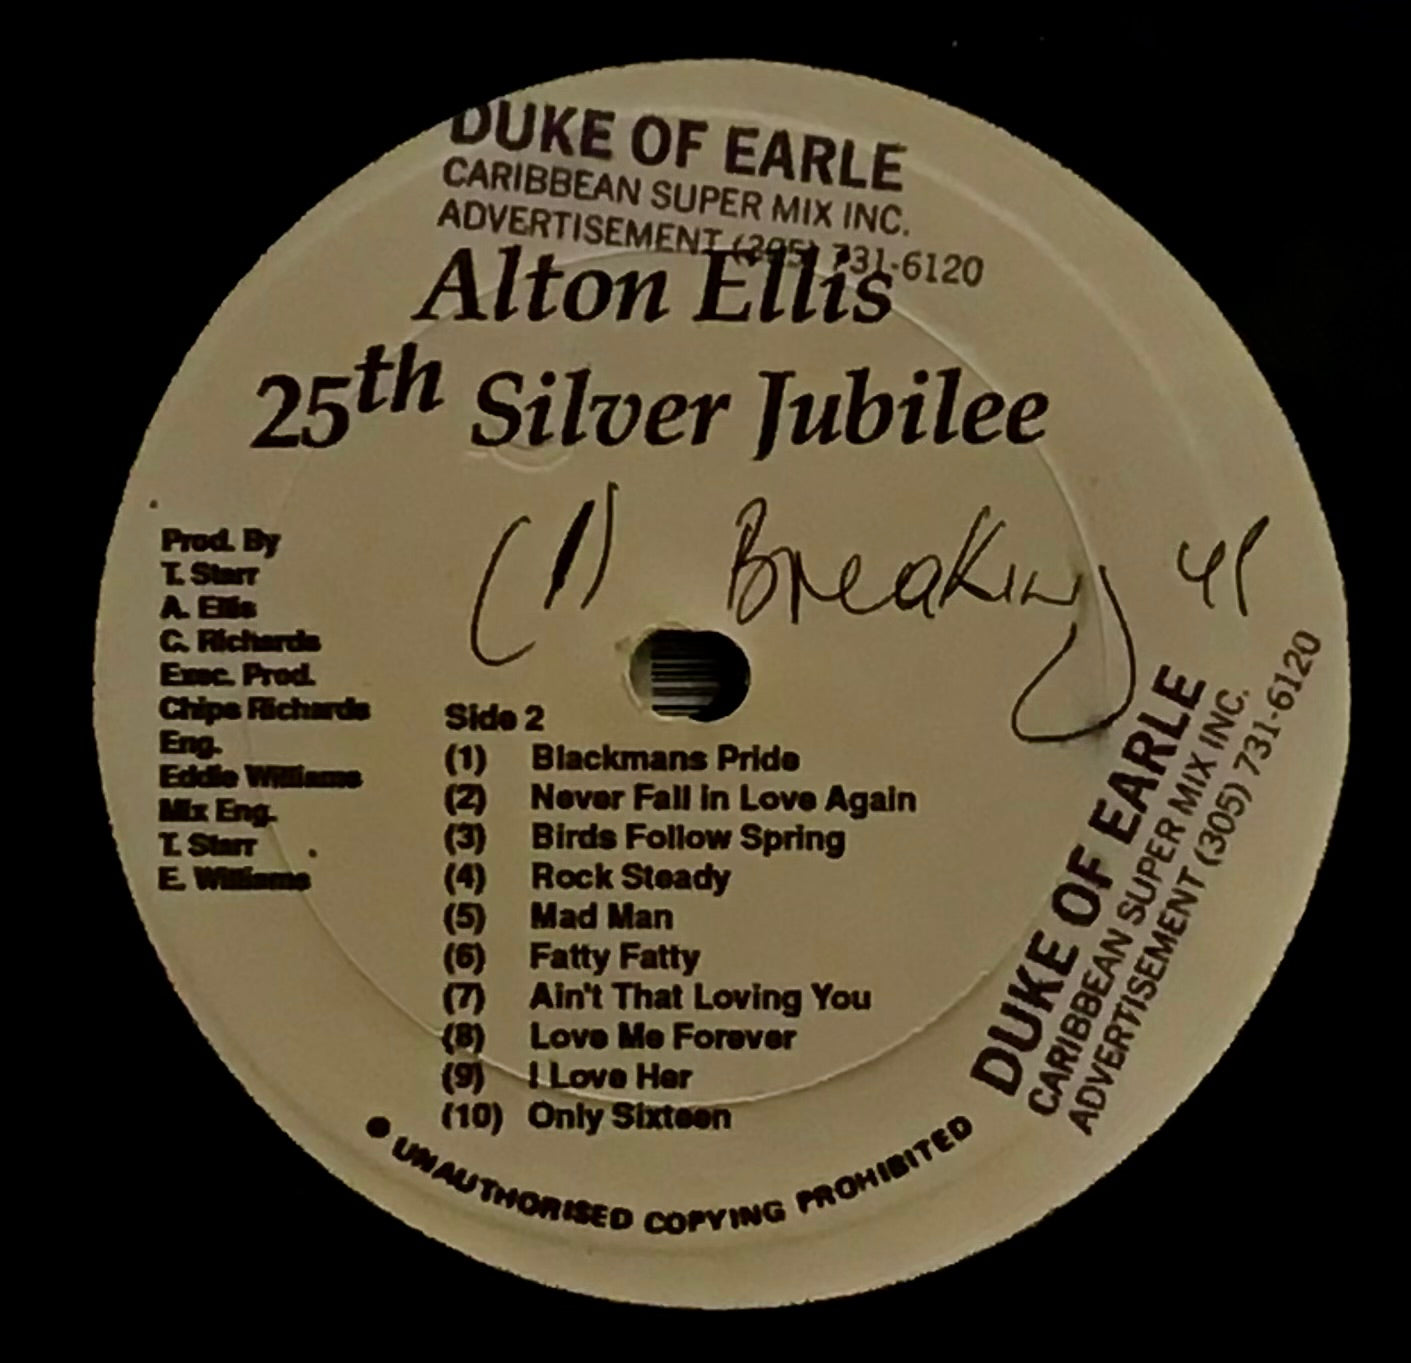 DUKE OF EARLE
CARIBBEAN SUPER MIX INC.
ADVERTISEMENT (305) 731-6120
Alton Ellis
25th Silver Jubilee
(1) Breaking up
Prod. By
T. Starr
A. Ellis
C. Richards
Exec. Prod.
Chips Richards
Eng.
Eddie Williams
Mix Eng.
T. Starr
E. Williams
Side 2
(1) Blackmans Pride
(2) Never Fall in Love Again
(3) Birds Follow Spring
(4) Rock Steady
(5) Mad Man
(6) Fatty Fatty
(7) Ain't That Loving You
(8) Love Me Forever
(9) I Love Her
(10) Only Sixteen
DUKE OF EARLE
CARIBBEAN SUPER MIX INC.
ADVERTISEMENT (305) 731-6120
● UNAUTHORISED COPYING PROHIBITED